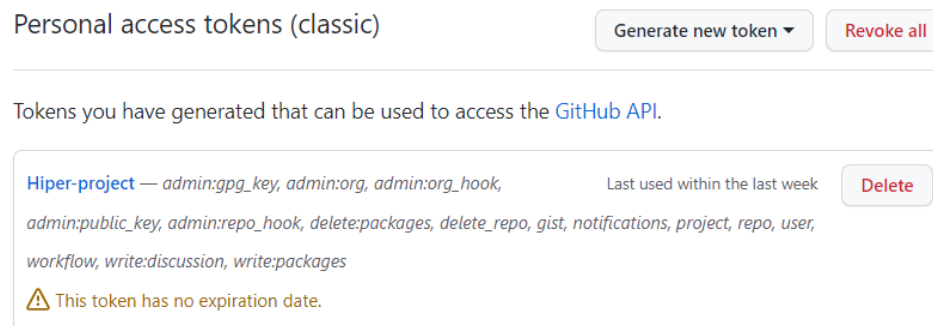 Personal access tokens (classic)
Generate new token
Revoke all
Tokens you have generated that can be used to access the GitHub API.
Hiper-project — admin:gpg_key, admin:org, admin:org_hook,
Last used within the last week
Delete
admin:public_key, admin:repo_hook, delete:packages, delete_repo, gist, notifications, project, repo, user,
workflow, write:discussion, write:packages
This token has no expiration date.